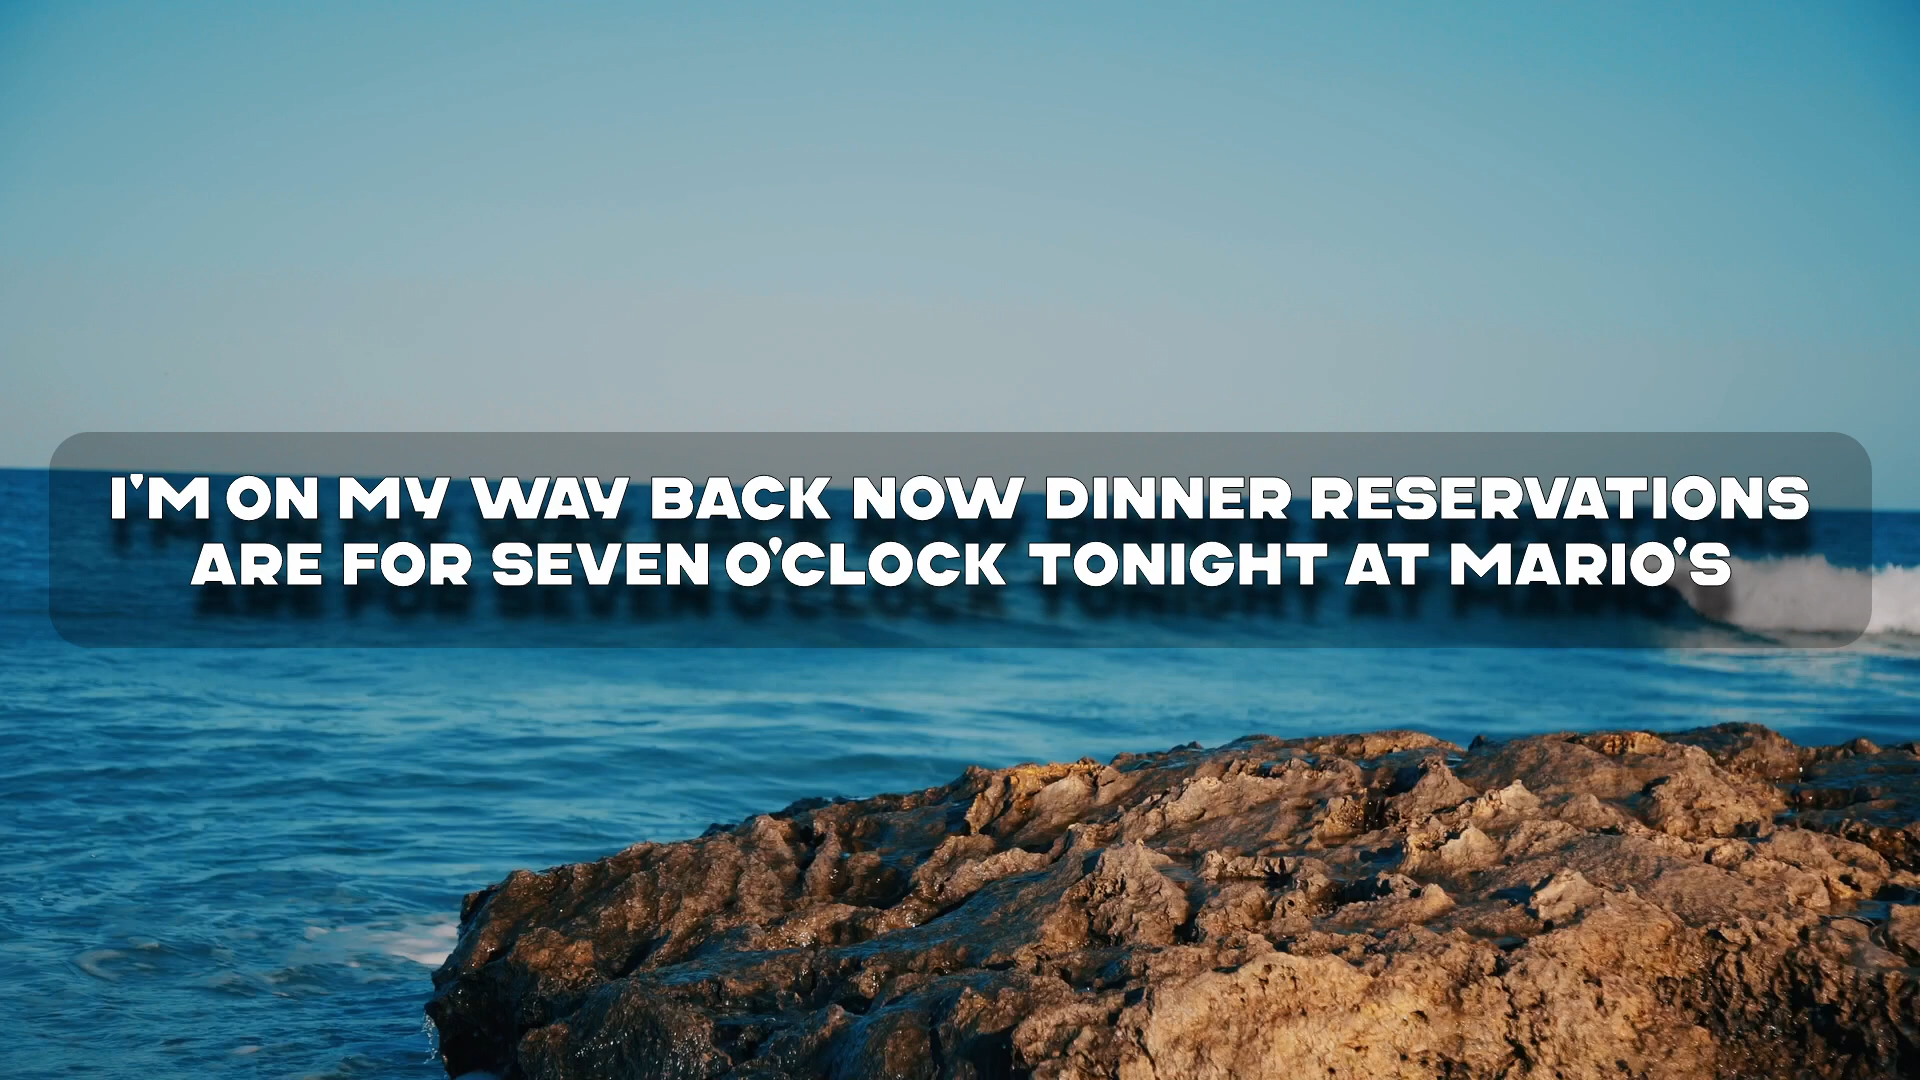 I'M ON MY WAY BACK NOW DINNER RESERVATIONS
ARE FOR SEVEN O'CLOCK TONIGHT AT MARIO'S